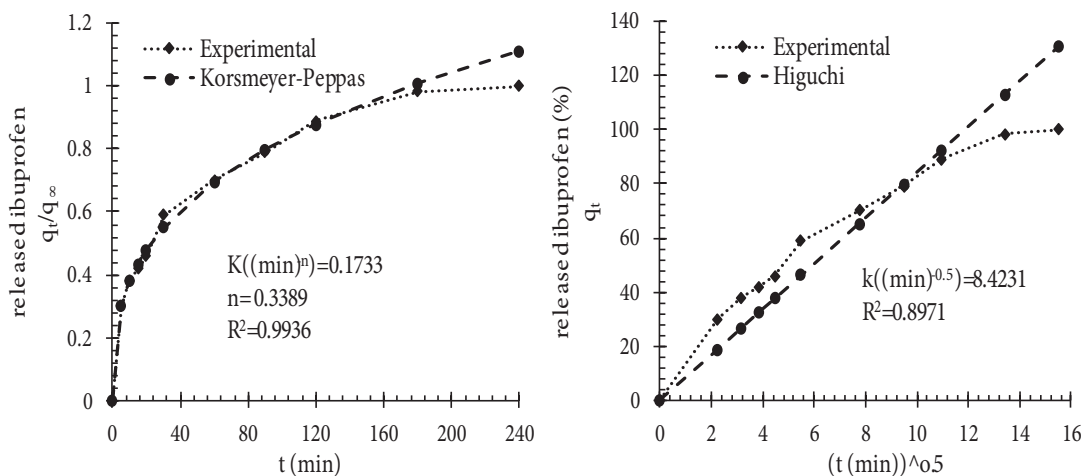 1.2
1
0.8
0.6
0.4
0.2
0
released ibuprofen
qt/q∞
Experimental
Korsmeyer-Peppas
K((min)⁻ⁿ)=0.1733
n=0.3389
R²=0.9936
0 40 80 120 160 200 240
t (min)
140
120
100
80
60
40
20
0
released ibuprofen (%)
qt
Experimental
Higuchi
k((min)⁻⁰·⁵)=8.4231
R²=0.8971
0 2 4 6 8 10 12 14 16
(t (min))^o.5